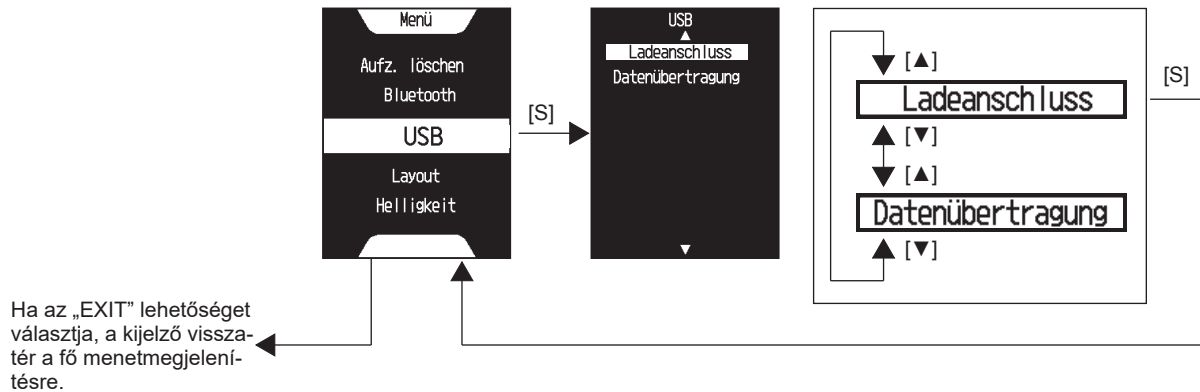 Menü
Aufz. löschen
Bluetooth
USB
Layout
Helligkeit
[S]
USB
▲
Ladeanschluss
Datenübertragung
▼
[▲]
Ladeanschluss
[▼]
[▲]
Datenübertragung
[▼]
[S]
Ha az „EXIT” lehetőséget
választja, a kijelző vissza-
tér a fő menetmegjelení-
tésre.